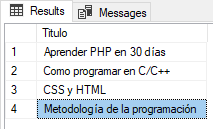 Results Messages
Titulo
1 Aprender PHP en 30 días
2 Como programar en C/C++
3 CSS y HTML
4 Metodología de la programación